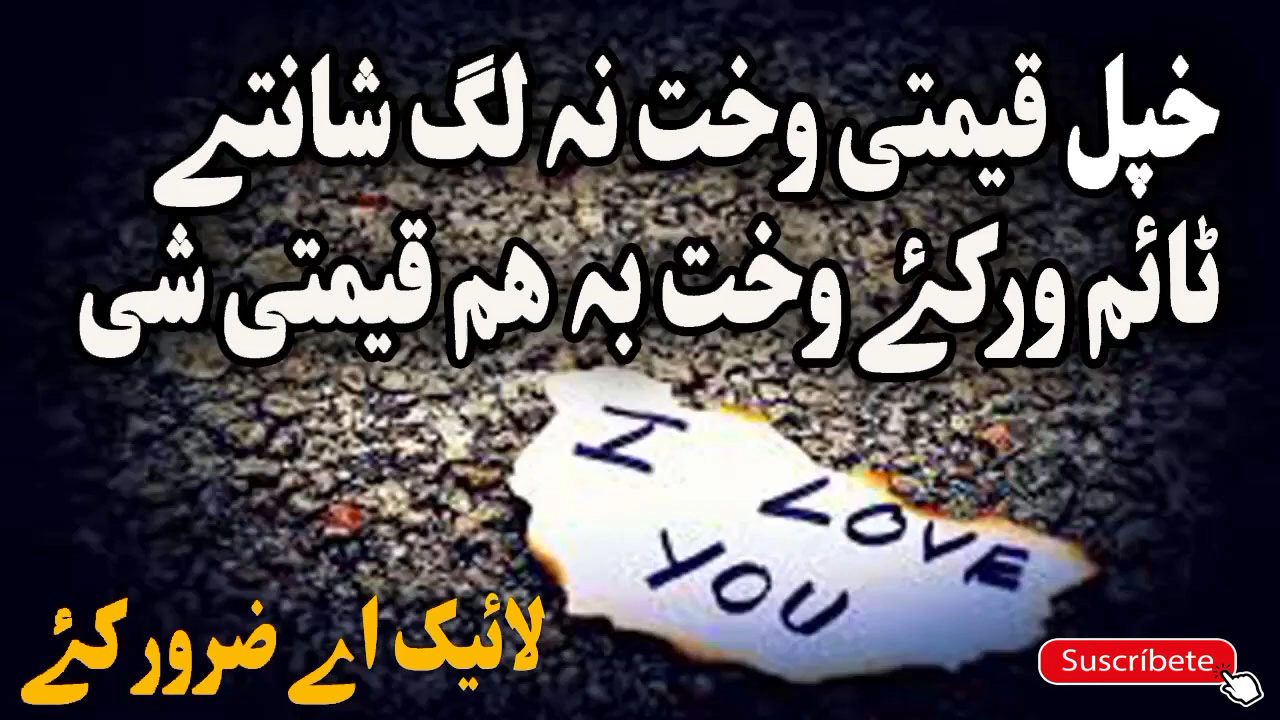 خپل قیمتی وخت نہ لگ شانتے
ٹائم ورکئے وخت بہ ھم قیمتی شی
I LOVE
YOU
لائیک اے ضرور کئے
Suscríbete